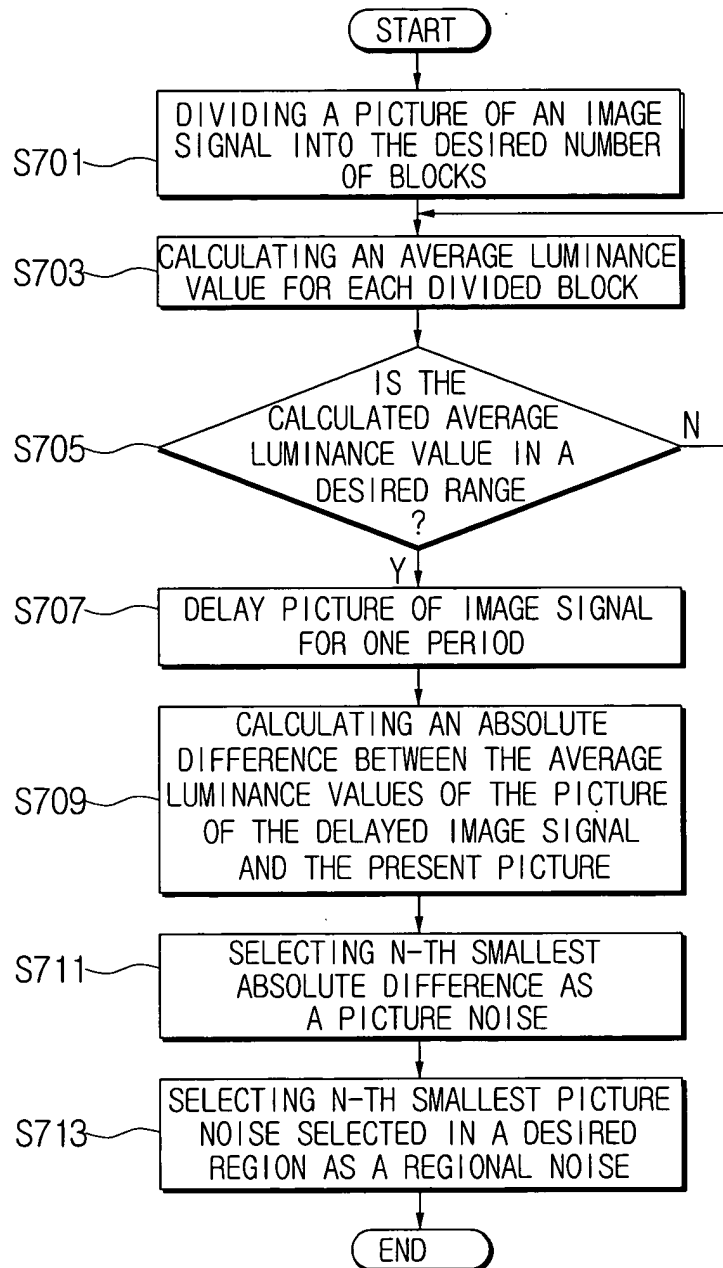 START
DIVIDING A PICTURE OF AN IMAGE
SIGNAL INTO THE DESIRED NUMBER
OF BLOCKS
S701
CALCULATING AN AVERAGE LUMINANCE
VALUE FOR EACH DIVIDED BLOCK
S703
IS THE
CALCULATED AVERAGE
LUMINANCE VALUE IN A
DESIRED RANGE
?
S705
N
Y
DELAY PICTURE OF IMAGE SIGNAL
FOR ONE PERIOD
S707
CALCULATING AN ABSOLUTE
DIFFERENCE BETWEEN THE AVERAGE
LUMINANCE VALUES OF THE PICTURE
OF THE DELAYED IMAGE SIGNAL
AND THE PRESENT PICTURE
S709
SELECTING N-TH SMALLEST
ABSOLUTE DIFFERENCE AS
A PICTURE NOISE
S711
SELECTING N-TH SMALLEST PICTURE
NOISE SELECTED IN A DESIRED
REGION AS A REGIONAL NOISE
S713
END